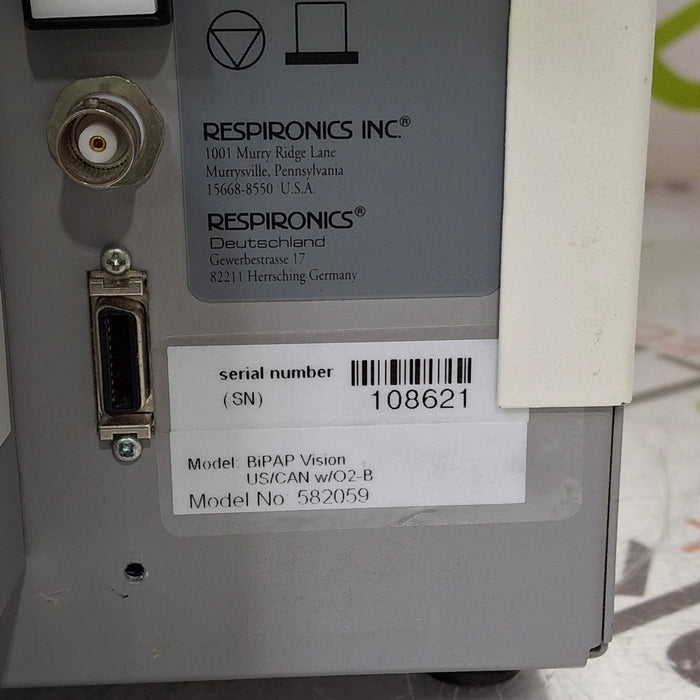 RESPIRONICS INC.®
1001 Murry Ridge Lane
Murrysville, Pennsylvania
15668-8550 U.S.A.
RESPIRONICS®
Deutschland
Gewerbestrasse 17
82211 Herrsching Germany
serial number
(SN)
108621
Model: BiPAP Vision
US/CAN w/O2-B
Model No: 582059